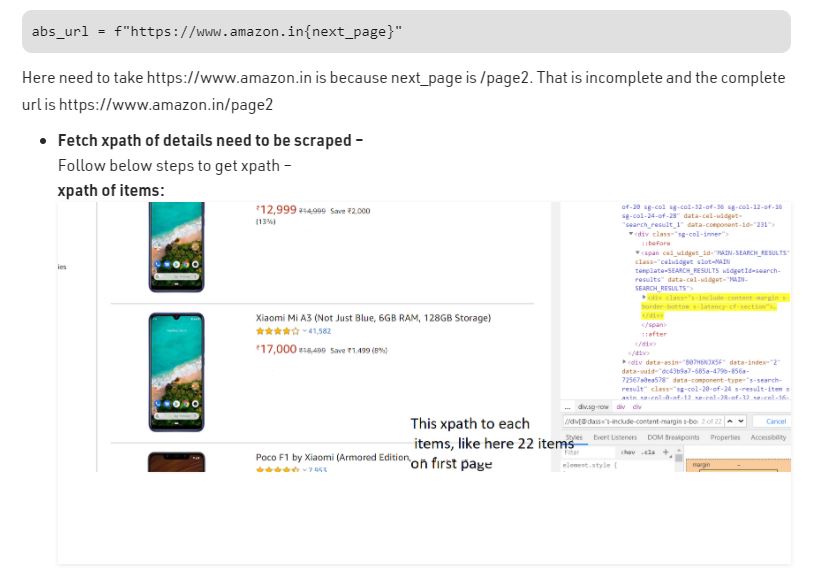 abs_url = f"https://www.amazon.in{next_page}"
Here need to take https://www.amazon.in is because next_page is /page2. That is incomplete and the complete
url is https://www.amazon.in/page2
• Fetch xpath of details need to be scraped –
Follow below steps to get xpath –
xpath of items:
₹12,999 ₹14,999 Save ₹2,000
(13%)
ies
Xiaomi Mi A3 (Not Just Blue, 6GB RAM, 128GB Storage)
41,582
₹17,000 ₹18,499 Save ₹1,499 (8%)
Poco F1 by Xiaomi (Armored Edition,
7,955
This xpath to each
items, like here 22 items
on first page
of-20 sg-col sg-col-32-of-36 sg-col-12-of-16
sg-col-24-of-28" data-cel-widget=
"search_result_1" data-component-id="231">
▼<div class="sg-col-inner">
::before
▼<span cel_widget_id="MAIN-SEARCH_RESULTS"
class="celwidget slot=MAIN
template=SEARCH_RESULTS widgetId=search-
results" data-cel-widget="MAIN-
SEARCH_RESULTS">
▶<div class="s-include-content-margin s-
border-bottom s-latency-cf-section">…
</div>
</span>
::after
</div>
</div>
▶<div data-asin="B07HGNJXSF" data-index="2"
data-uuid="dc43b9a7-685a-479b-856a-
72567a0ea578" data-component-type="s-search-
result" class="sg-col-20-of-24 s-result-item s
asin sg-col-0-of-12 sg-col-28-of-32 sg-col-16-
... div.sg-row div div
//div[@class='s-include-content-margin s-bo 2 of 22 Cancel
Styles Event Listeners DOM Breakpoints Properties Accessibility
Filter :hov .cls +
element.style {
margin –